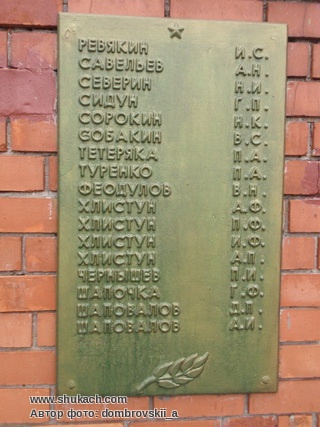 РЕВЯКИН И.С.
САВЕЛЬЕВ А.Н.
СЕВЕРИН Н.И.
СИДУН Г.П.
СОРОКИН Н.К.
СОБАКИН В.С.
ТЕТЕРЯКА П.А.
ТУРЕНКО П.А.
ФЕОДУЛОВ В.Н.
ХЛИСТУН А.Ф.
ХЛИСТУН П.Ф.
ХЛИСТУН И.Ф.
ХЛИСТУН А.П.
ЧЕРНЫШЕВ П.И.
ШАПОЧКА Г.Ф.
ШАПОВАЛОВ Д.П.
ШАПОВАЛОВ А.И.
www.shukach.com
Автор фото: dombrovskii_a